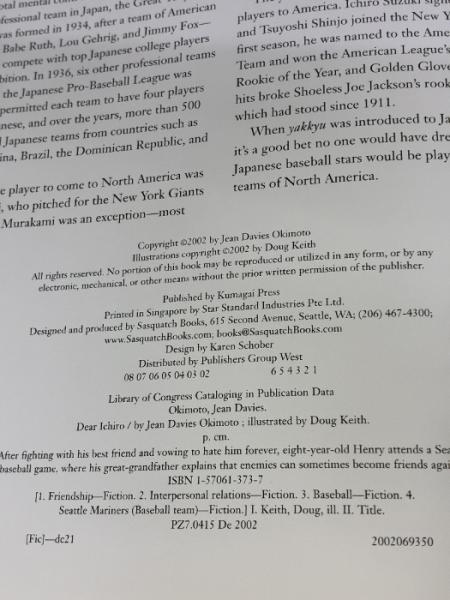 otal mental
ofessional team in Japan, the Great
was formed in 1934, after a team of American
Babe Ruth, Lou Gehrig, and Jimmy Fox—
compete with top Japanese college players
bition. In 1936, six other professional teams
the Japanese Pro-Baseball League was
permitted each team to have four players
nese, and over the years, more than 500
Japanese teams from countries such as
ina, Brazil, the Dominican Republic, and
e player to come to North America was
, who pitched for the New York Giants
Murakami was an exception—most
players to America. Ichiro Suzuki sign
and Tsuyoshi Shinjo joined the New Y
first season, he was named to the Ame
Team and won the American League's
Rookie of the Year, and Golden Glov
hits broke Shoeless Joe Jackson's rook
which had stood since 1911.
When yakkyu was introduced to Ja
it's a good bet no one would have dre
Japanese baseball stars would be play
teams of North America.
Copyright ©2002 by Jean Davies Okimoto
Illustrations copyright ©2002 by Doug Keith
All rights reserved. No portion of this book may be reproduced or utilized in any form, or by any
electronic, mechanical, or other means without the prior written permission of the publisher.
Published by Kumagai Press
Printed in Singapore by Star Standard Industries Pte Ltd.
Designed and produced by Sasquatch Books, 615 Second Avenue, Seattle, WA; (206) 467-4300;
www.SasquatchBooks.com; books@SasquatchBooks.com
Design by Karen Schober
Distributed by Publishers Group West
08 07 06 05 04 03 02 6 5 4 3 2 1
Library of Congress Cataloging in Publication Data
Okimoto, Jean Davies.
Dear Ichiro / by Jean Davies Okimoto ; illustrated by Doug Keith.
p. cm.
After fighting with his best friend and vowing to hate him forever, eight-year-old Henry attends a Sea
baseball game, where his great-grandfather explains that enemies can sometimes become friends agai
ISBN 1-57061-373-7
[1. Friendship—Fiction. 2. Interpersonal relations—Fiction. 3. Baseball—Fiction. 4.
Seattle Mariners (Baseball team)—Fiction.] I. Keith, Doug, ill. II. Title.
PZ7.O415 De 2002
[Fic]—dc21 2002069350